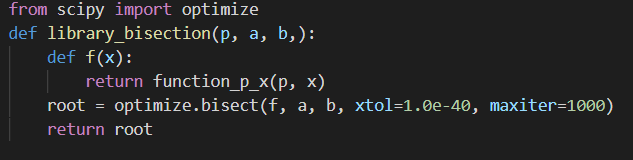 from scipy import optimize
def library_bisection(p, a, b,):
    def f(x):
        return function_p_x(p, x)
    root = optimize.bisect(f, a, b, xtol=1.0e-40, maxiter=1000)
    return root